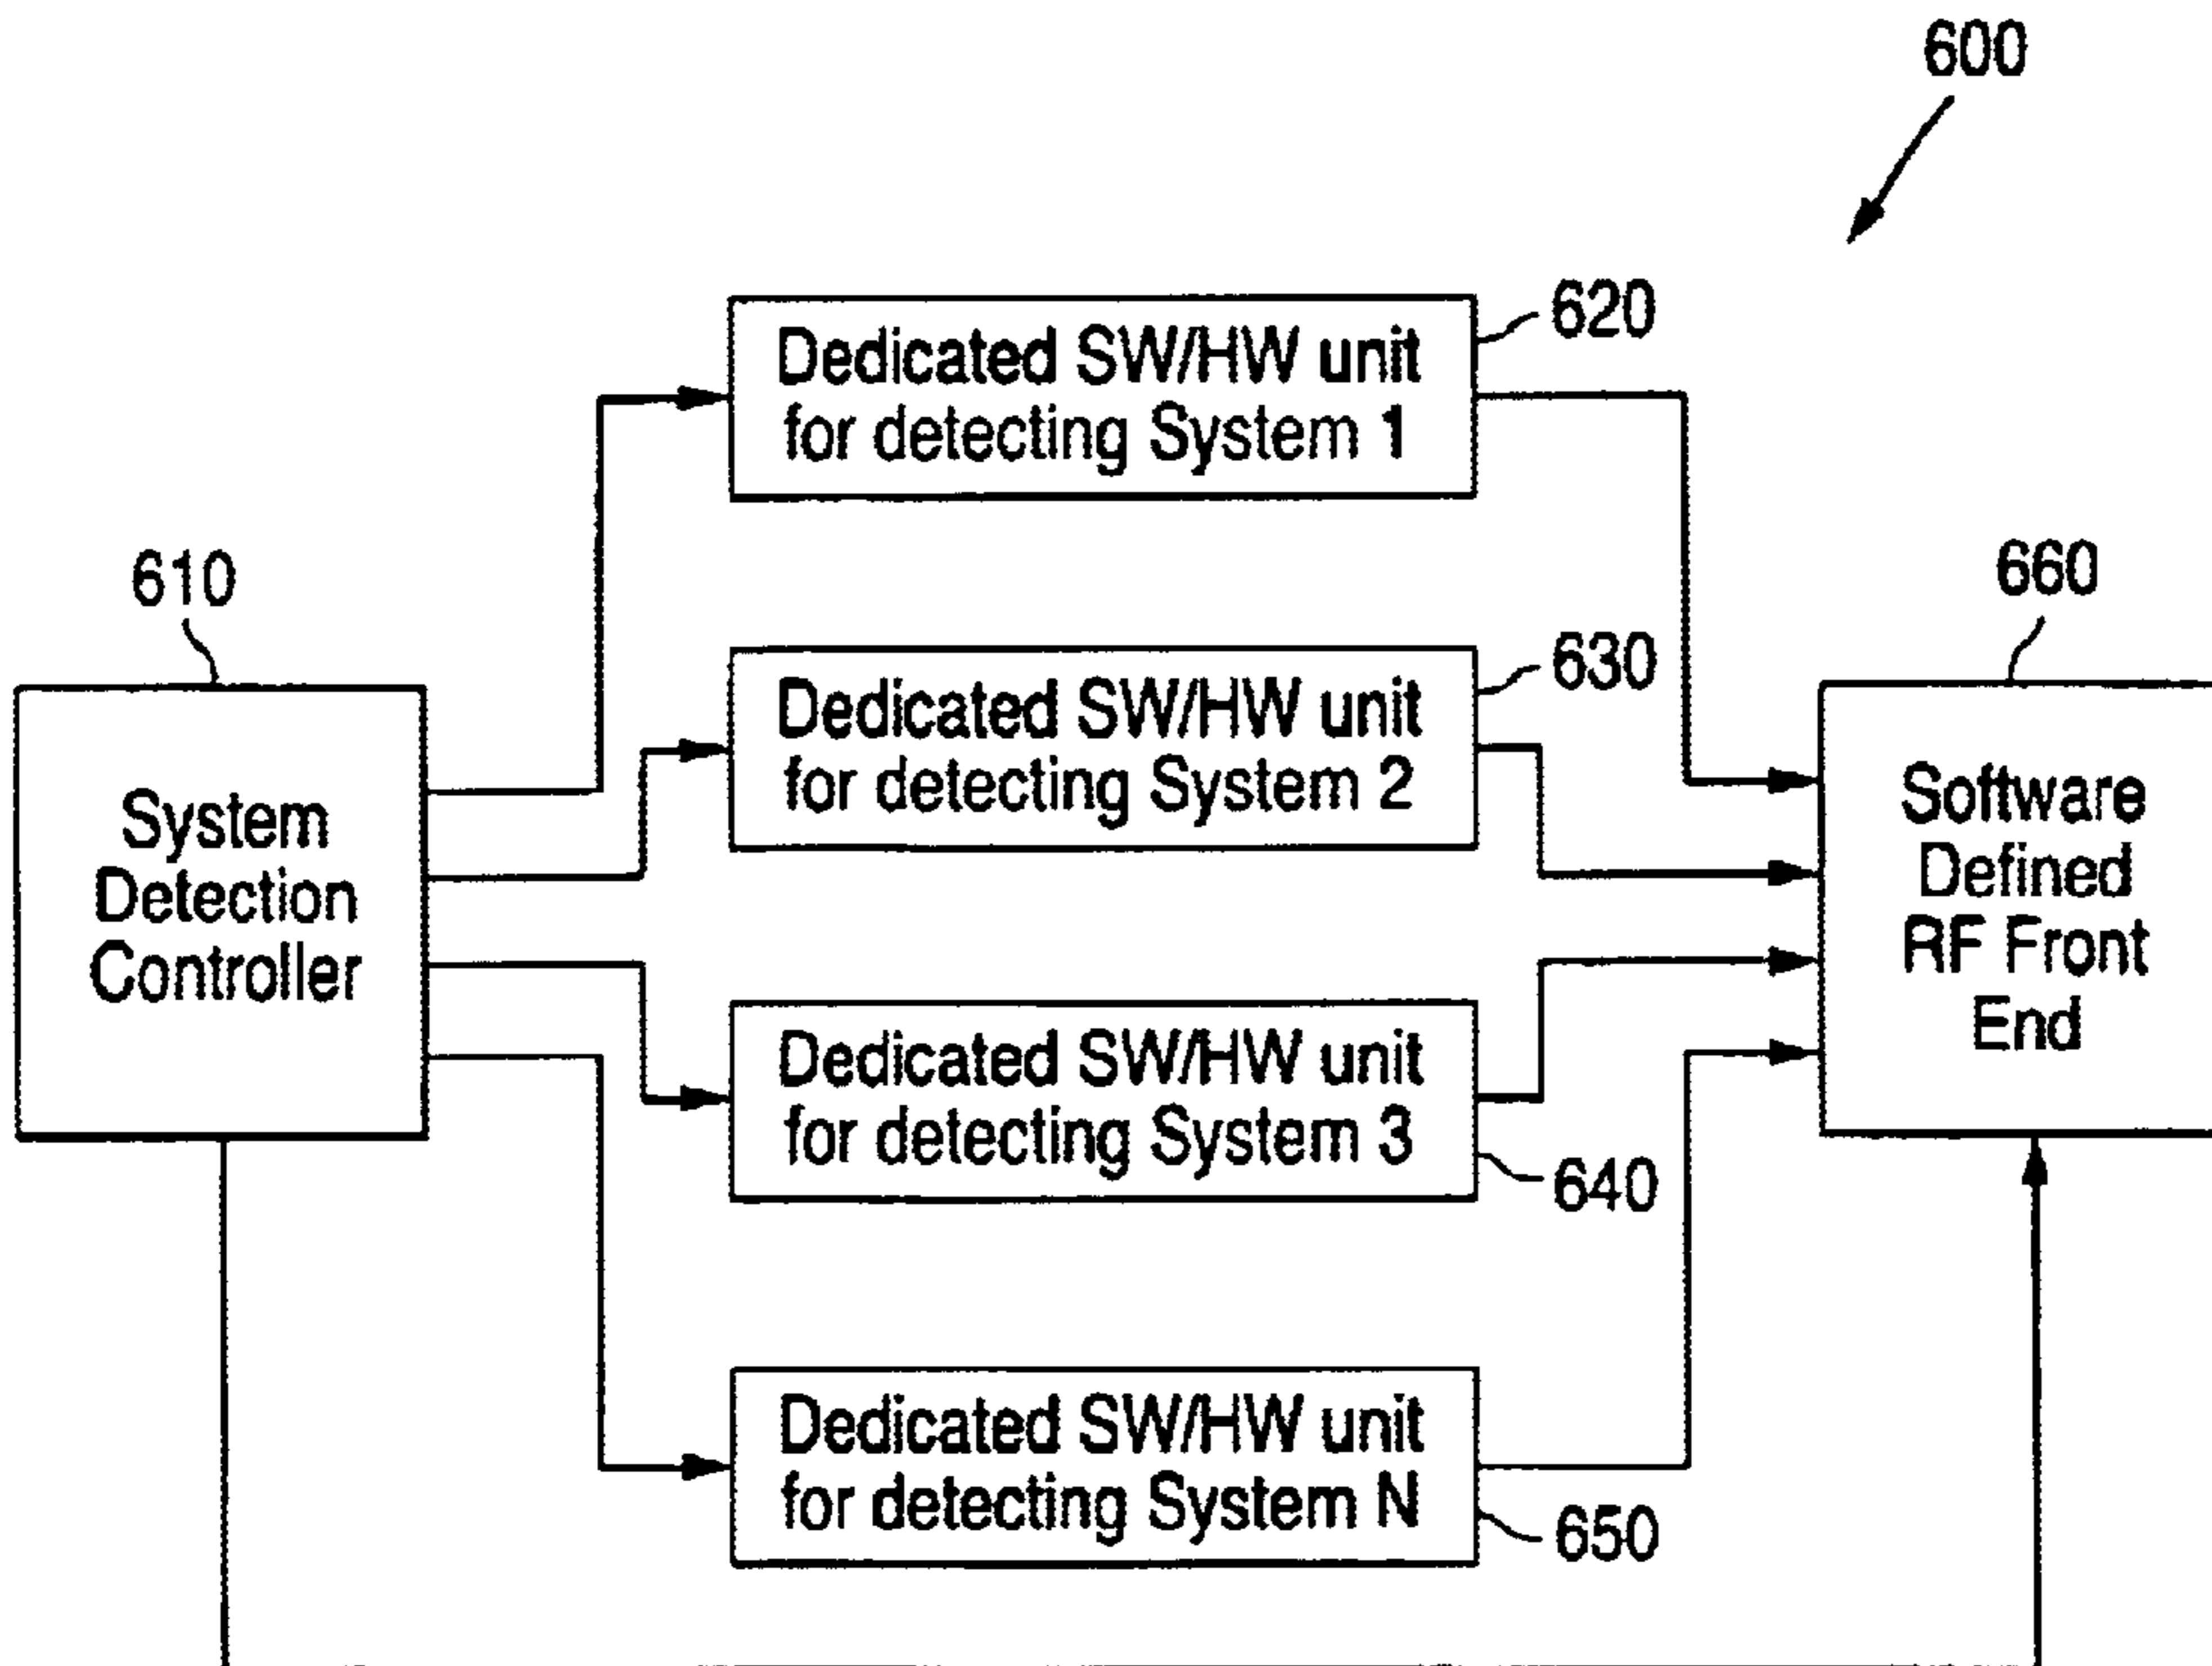 600
Dedicated SW/HW unit
for detecting System 1
620
610
System
Detection
Controller
Dedicated SW/HW unit
for detecting System 2
630
660
Software
Defined
RF Front
End
Dedicated SW/HW unit
for detecting System 3
640
Dedicated SW/HW unit
for detecting System N
650